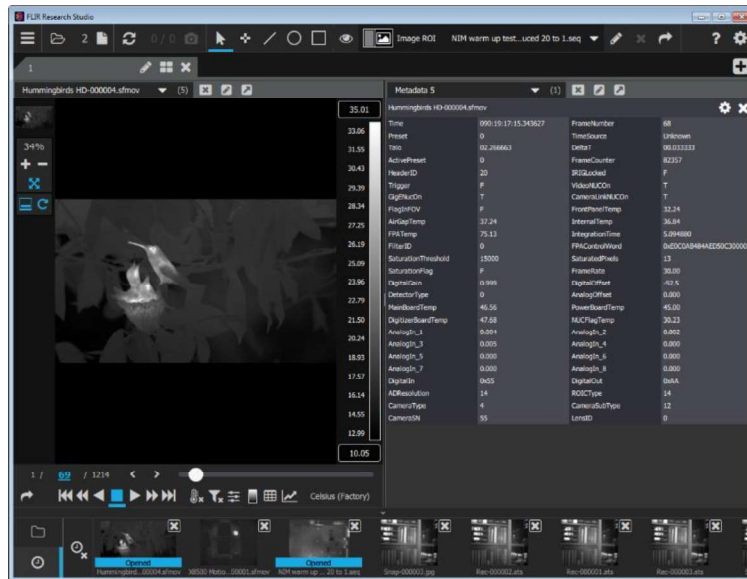 FLIR Research Studio
2
0 / 0
Image ROI
NIM warm up test...uced 20 to 1.seq
?
1
Hummingbirds HD-000004.sfmov
(5)
Metadata 5
(1)
Hummingbirds HD-000004.sfmov
34%
35.01
33.06
31.55
30.43
29.39
28.34
27.25
26.19
25.09
23.96
22.79
21.50
20.24
18.93
17.57
16.14
14.55
12.99
10.05
Time 090:19:17:15.343627 FrameNumber 68
Preset 0 TimeSource Unknown
02.266663 DeltaT 00.033333
ActivePreset 0 FrameCounter 82357
HeaderID 20 IRIGLocked F
Trigger F VideoNUCOn T
GigENucOn T CameraLinkNUCOn T
FlagInFOV F FrontPanelTemp 32.24
AirGapTemp 37.24 InternalTemp 36.84
FPATemp 75.13 IntegrationTime 5.094880
FilterID 0 FPAControlWord
SaturationThreshold 15000 SaturatedPixels 13
SaturationFlag F FrameRate 30.00
DigitalGain 0.999 DigitalOffset -52.5
DetectorType 0 AnalogOffset 0.000
MainBoardTemp 46.56 PowerBoardTemp 45.00
DigitizerBoardTemp 47.68 NUCFlagTemp 30.23
AnalogIn_1 0.004 AnalogIn_2 0.002
AnalogIn_3 0.005 AnalogIn_4 0.000
AnalogIn_5 0.000 AnalogIn_6 0.000
AnalogIn_7 0.000 AnalogIn_8 0.000
DigitalIn 0x55 DigitalOut 0xAA
ADResolution 14 ROICType 14
CameraType 4 CameraSubType 12
CameraSN 55 LensID 0
1 / 69 / 1214
Celsius (Factory)
Opened
Opened
Hummingbird...00004.sfmov
X8500 Motio...00001.sfmov
NIM warm up ... 20 to 1.seq
Snap-000003.jpg
Rec-000002.ats
Rec-000001.ats
Rec-000003.ats